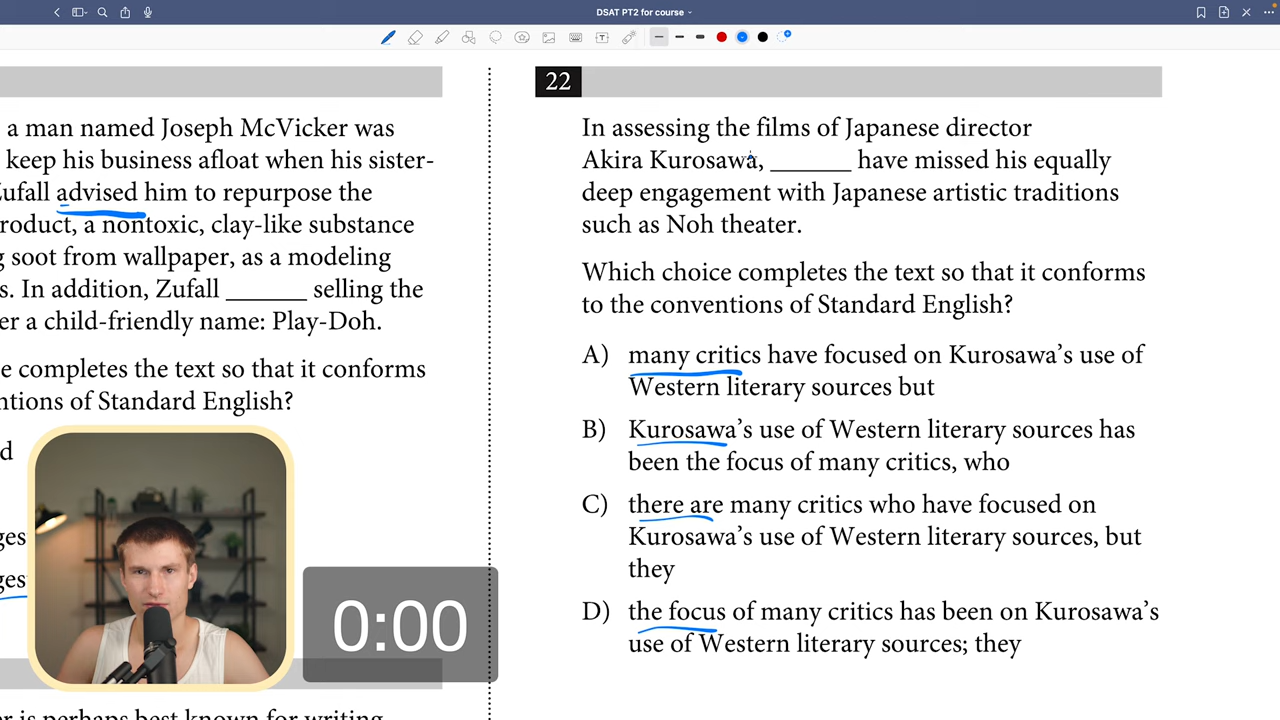 DSAT PT2 for course
a man named Joseph McVicker was
keep his business afloat when his sister-
Zufall advised him to repurpose the
roduct, a nontoxic, clay-like substance
g soot from wallpaper, as a modeling
s. In addition, Zufall ______ selling the
er a child-friendly name: Play-Doh.
e completes the text so that it conforms
ntions of Standard English?
d
ges
ges
0:00
er is perhaps best known for writing
22
In assessing the films of Japanese director
Akira Kurosawa, ______ have missed his equally
deep engagement with Japanese artistic traditions
such as Noh theater.
Which choice completes the text so that it conforms
to the conventions of Standard English?
A) many critics have focused on Kurosawa's use of
Western literary sources but
B) Kurosawa's use of Western literary sources has
been the focus of many critics, who
C) there are many critics who have focused on
Kurosawa's use of Western literary sources, but
they
D) the focus of many critics has been on Kurosawa's
use of Western literary sources; they